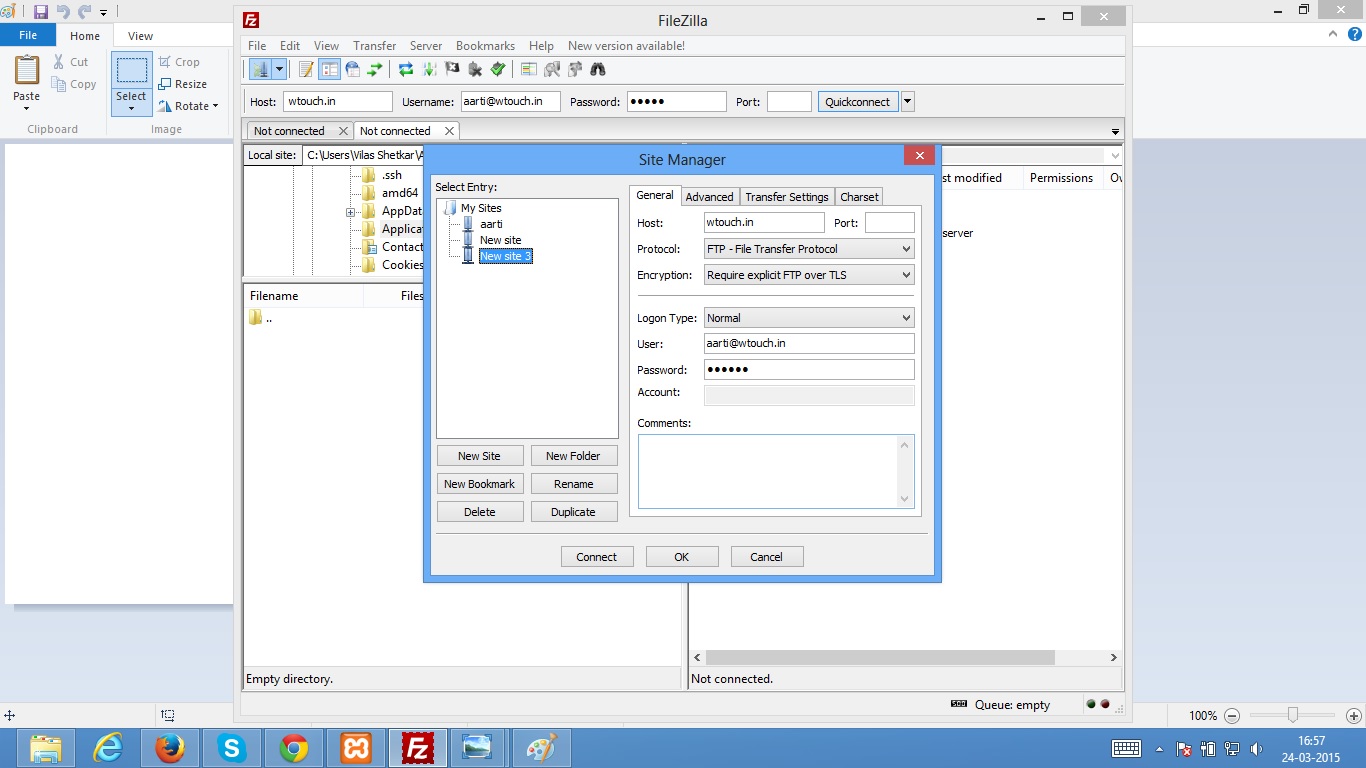 FileZilla
File Home View
Cut
Copy
Paste
Select
Crop
Resize
Rotate
Clipboard Image
File Edit View Transfer Server Bookmarks Help New version available!
Host: wtouch.in Username: aarti@wtouch.in Password: ●●●●● Port: Quickconnect
Not connected Not connected
Local site: C:\Users\Vilas Shetkar\A
.ssh
amd64
AppData
Applicat
Contact
Cookies
Filename Files
..
Empty directory.
st modified Permissions Ov
server
Site Manager
Select Entry:
My Sites
aarti
New site
New site 3
New Site New Folder
New Bookmark Rename
Delete Duplicate
General Advanced Transfer Settings Charset
Host: wtouch.in Port:
Protocol: FTP - File Transfer Protocol
Encryption: Require explicit FTP over TLS
Logon Type: Normal
User: aarti@wtouch.in
Password: ●●●●●●
Account:
Comments:
Connect OK Cancel
Not connected.
Queue: empty
100%
16:57
24-03-2015